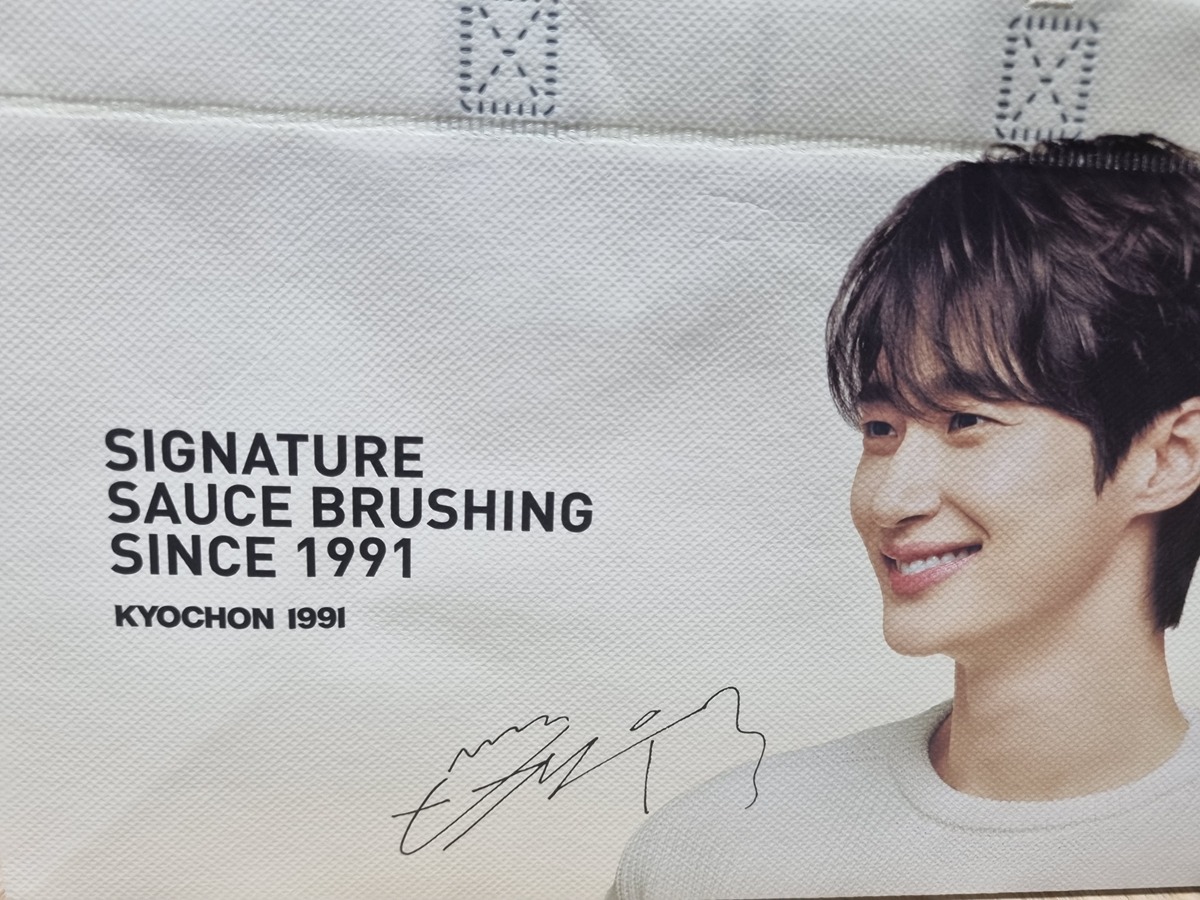 SIGNATURE
SAUCE BRUSHING
SINCE 1991
KYOCHON 1991